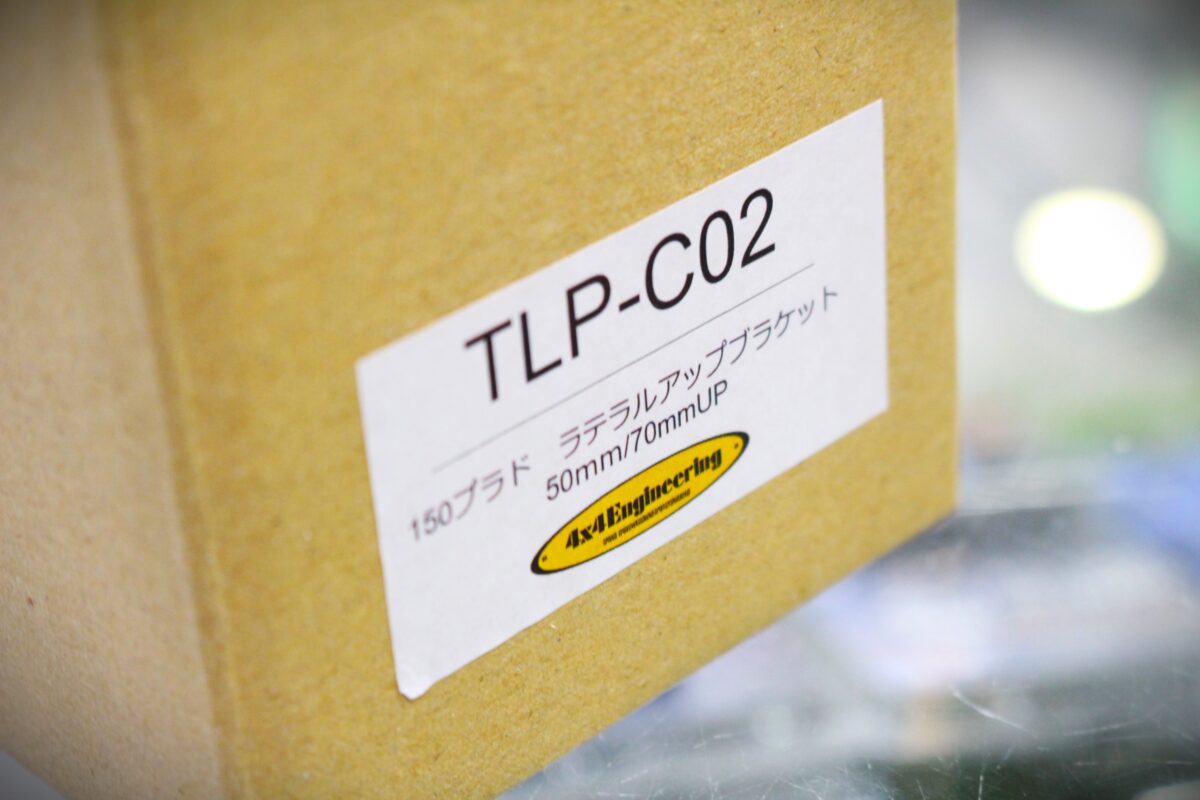 TLP-C02
150プラド ラテラルアップブラケット
50mm/70mmUP
4x4Engineering